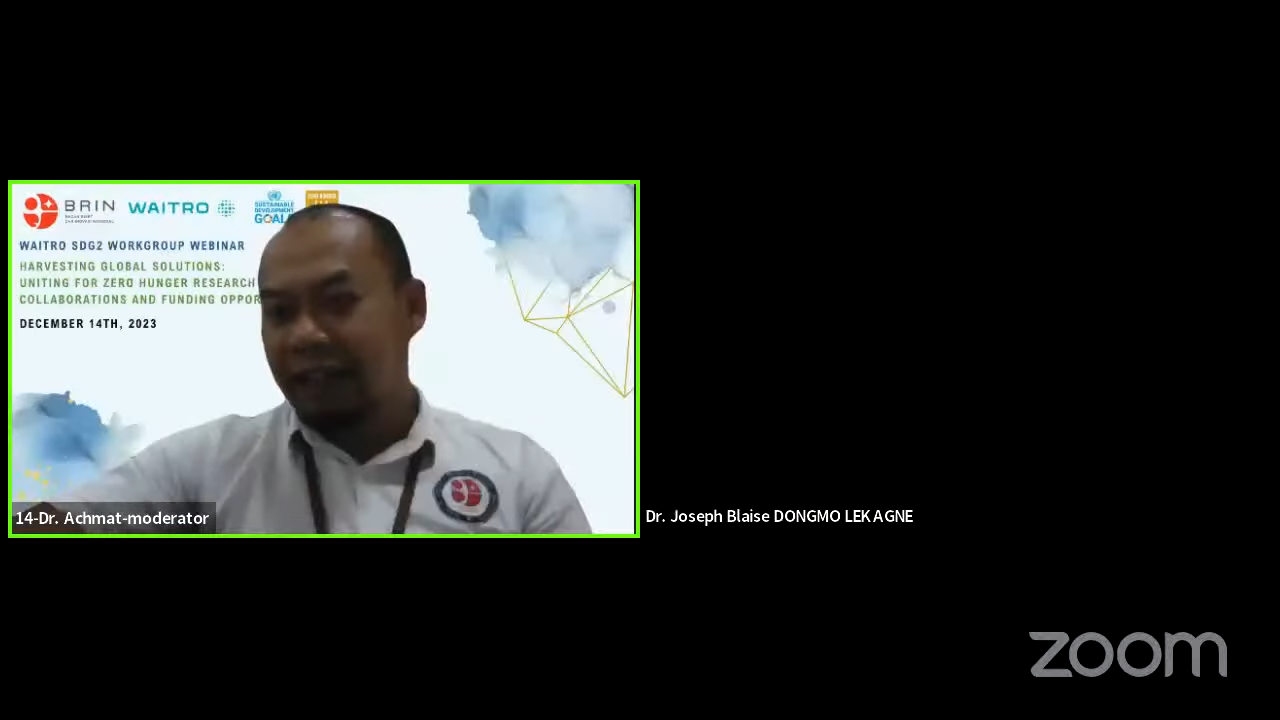 BRIN
WAITRO
SUSTAINABLE
DEVELOPMENT
GOAL
WAITRO SDG2 WORKGROUP WEBINAR
HARVESTING GLOBAL SOLUTIONS:
UNITING FOR ZERO HUNGER RESEARCH
COLLABORATIONS AND FUNDING OPPOR
DECEMBER 14TH, 2023
14-Dr. Achmat-moderator
Dr. Joseph Blaise DONGMO LEKAGNE
zoom